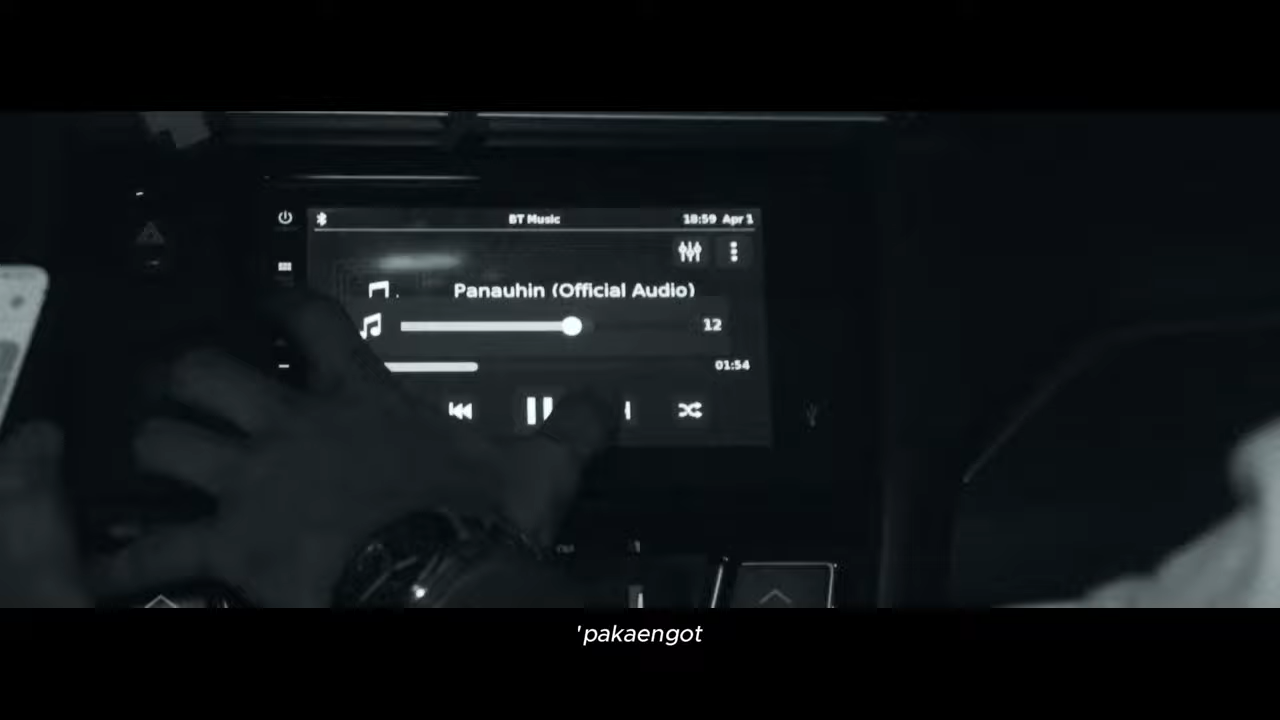 BT Music
18:59 Apr 1
Panauhin (Official Audio)
12
01:54
'pakaengot